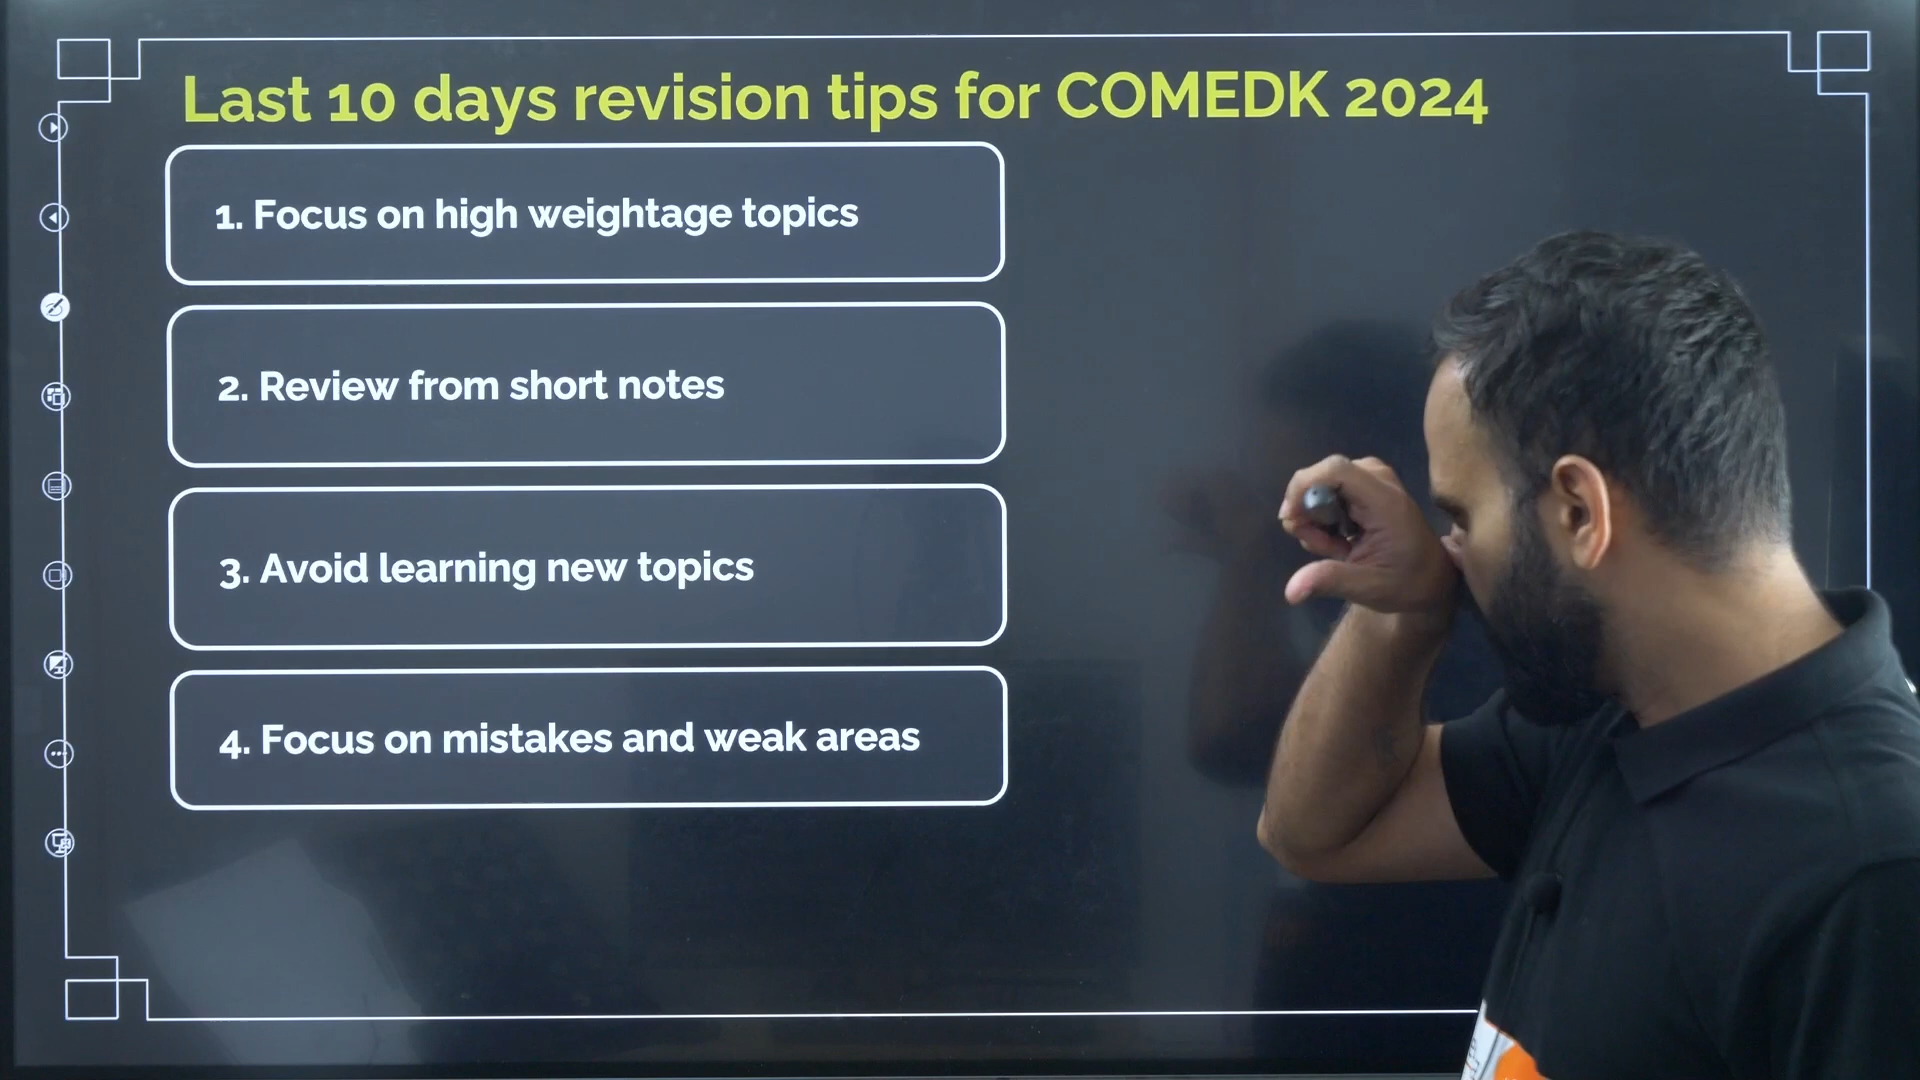 Last 10 days revision tips for COMEDK 2024
1. Focus on high weightage topics
2. Review from short notes
3. Avoid learning new topics
4. Focus on mistakes and weak areas